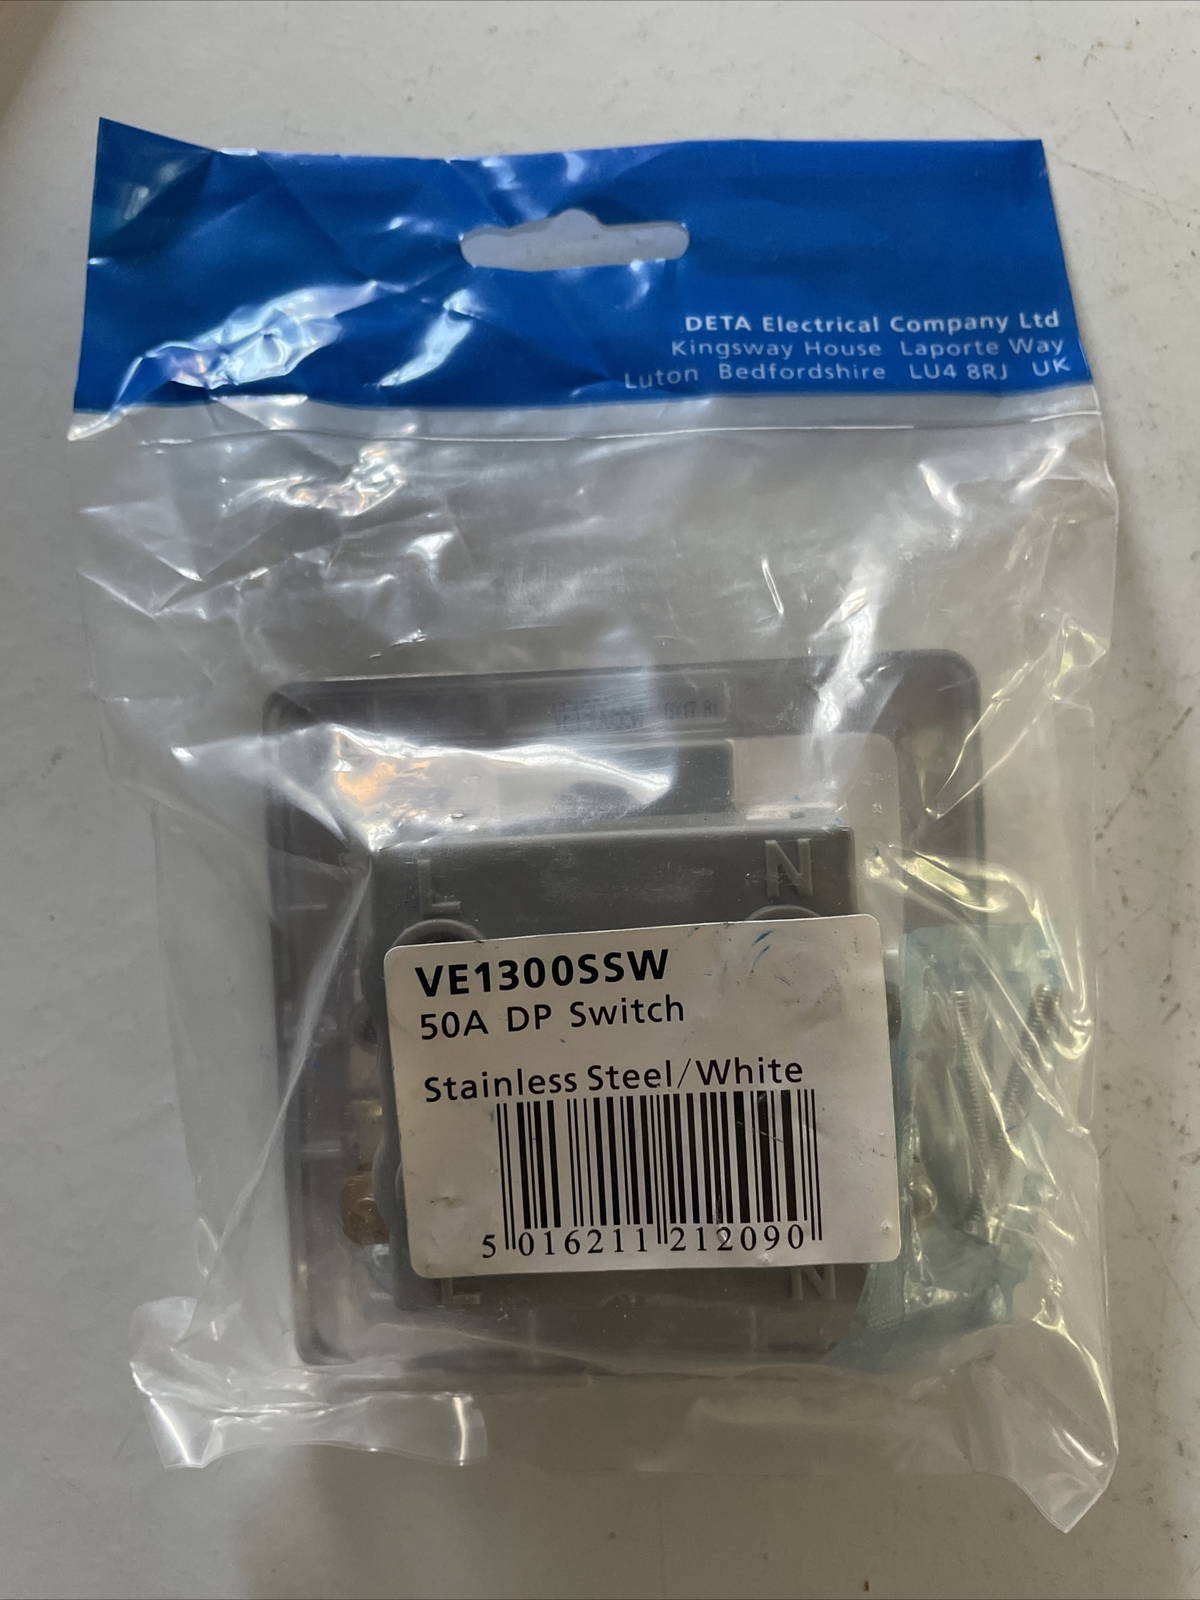 DETA Electrical Company Ltd
Kingsway House Laporte Way
Luton Bedfordshire LU4 8RJ UK
L N
VE1300SSW
50A DP Switch
Stainless Steel/White
5 016211 212090
L N